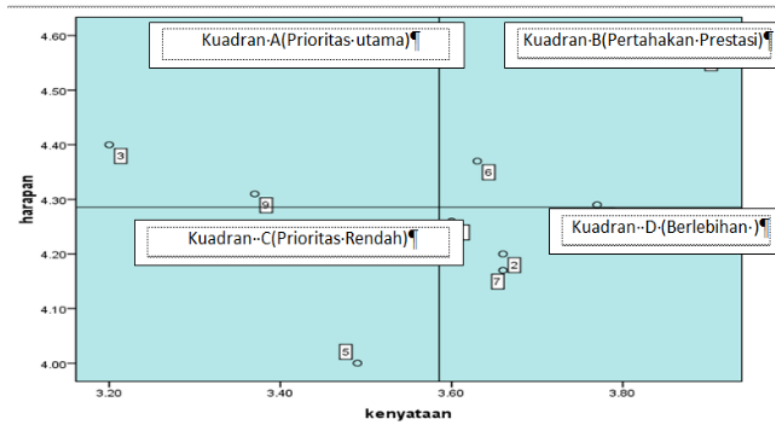 Kuadran·A(Prioritas·utama)¶
Kuadran·B(Pertahakan·Prestasi)¶
4.60
4.50
4.40
3
6
4.30
9
harapan
Kuadran··C(Prioritas·Rendah)¶
Kuadran··D·(Berlebihan·)¶
4.20
2
7
4.10
5
4.00
3.20
3.40
3.60
3.80
kenyataan